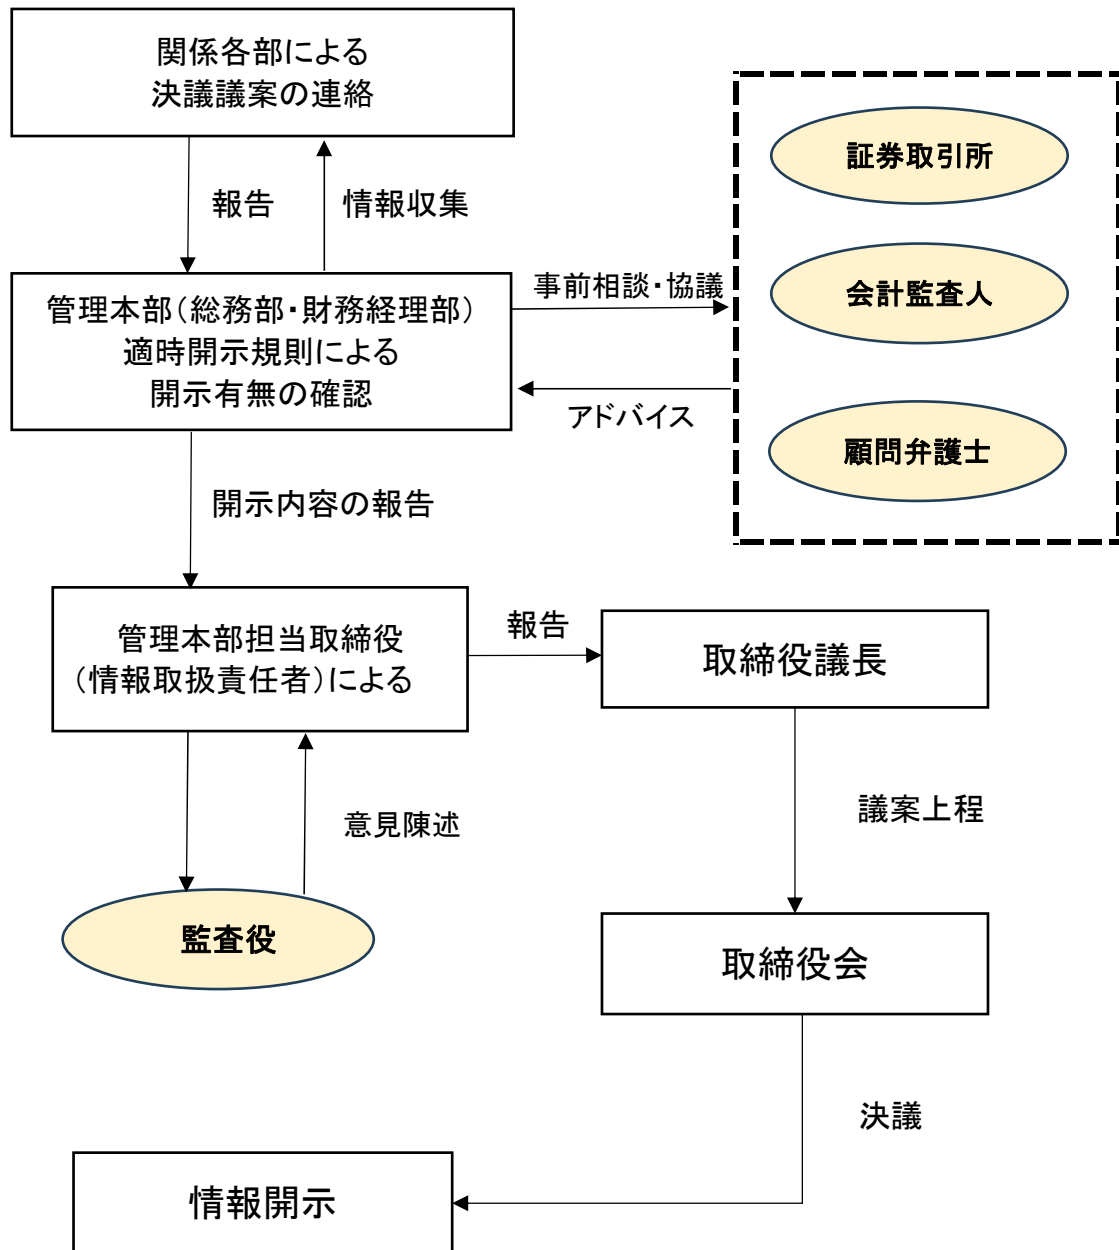 関係各部による
決議議案の連絡
証券取引所
報告
情報収集
会計監査人
事前相談・協議
管理本部(総務部・財務経理部)
適時開示規則による
開示有無の確認
アドバイス
顧問弁護士
開示内容の報告
管理本部担当取締役
(情報取扱責任者)による
報告
取締役議長
意見陳述
議案上程
監査役
取締役会
決議
情報開示